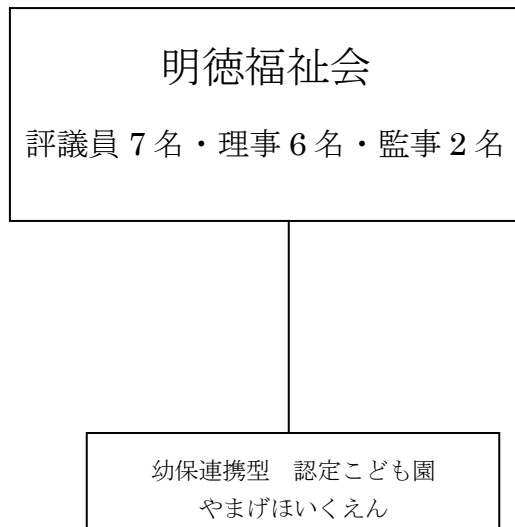 明徳福祉会
評議員 7 名・理事 6 名・監事 2 名
幼保連携型　認定こども園
やまげほいくえん